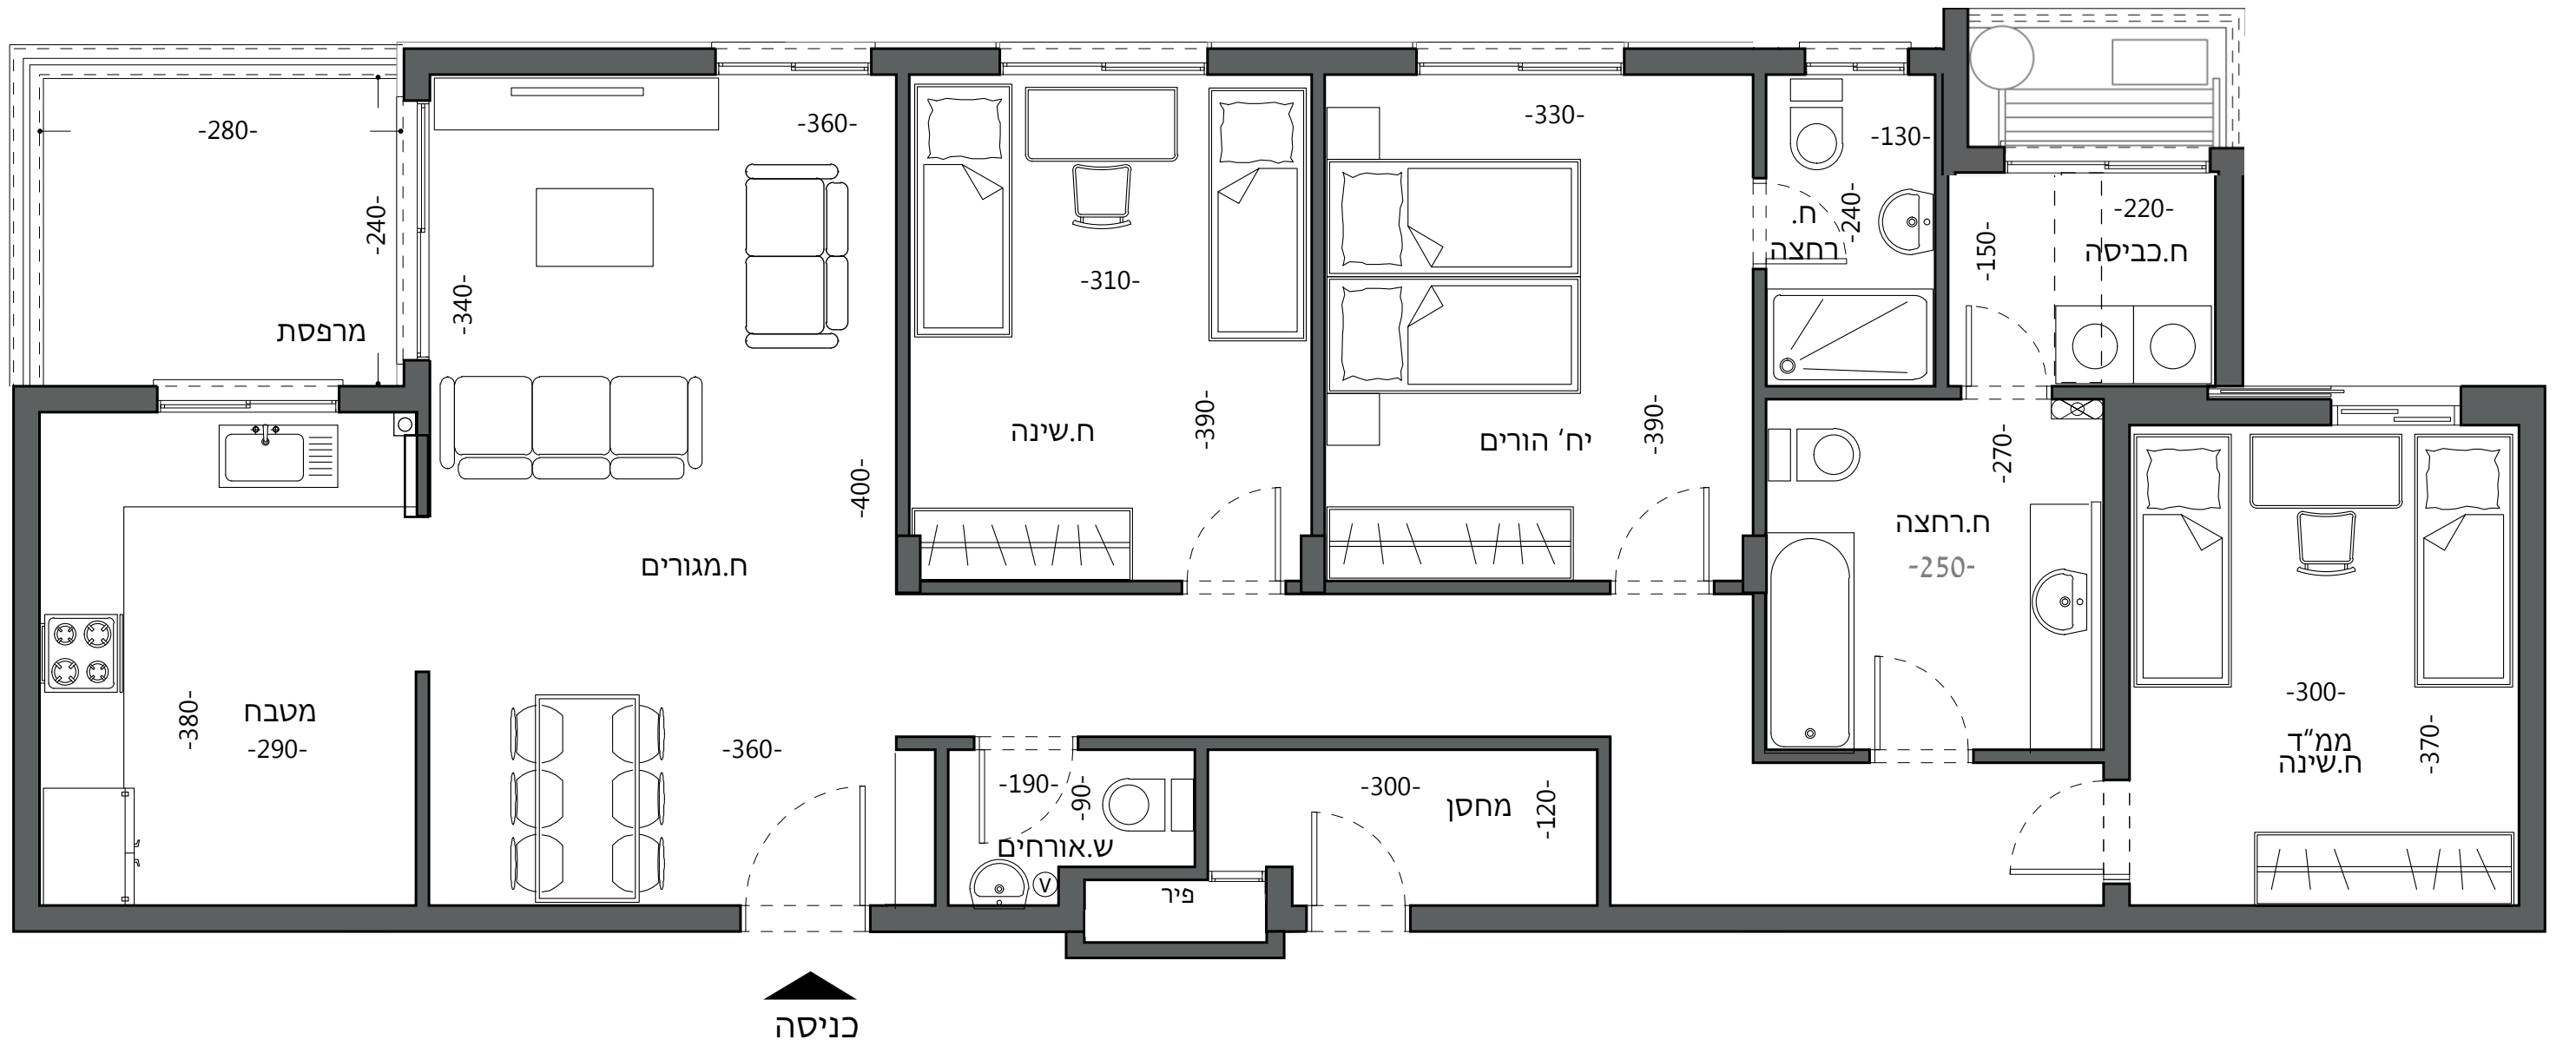 -280-
-240-
מרפסת
-360-
-340-
-400-
ח.מגורים
-360-
מטבח
-290-
-380-
-310-
ח.שינה
-390-
-330-
יח' הורים
-390-
-130-
-240-
ח.
רחצה
-220-
-150-
ח.כביסה
-270-
ח.רחצה
-250-
-300-
ממ"ד
ח.שינה
-370-
-190-
-90-
ש.אורחים
V
פיר
-300-
מחסן
-120-
כניסה